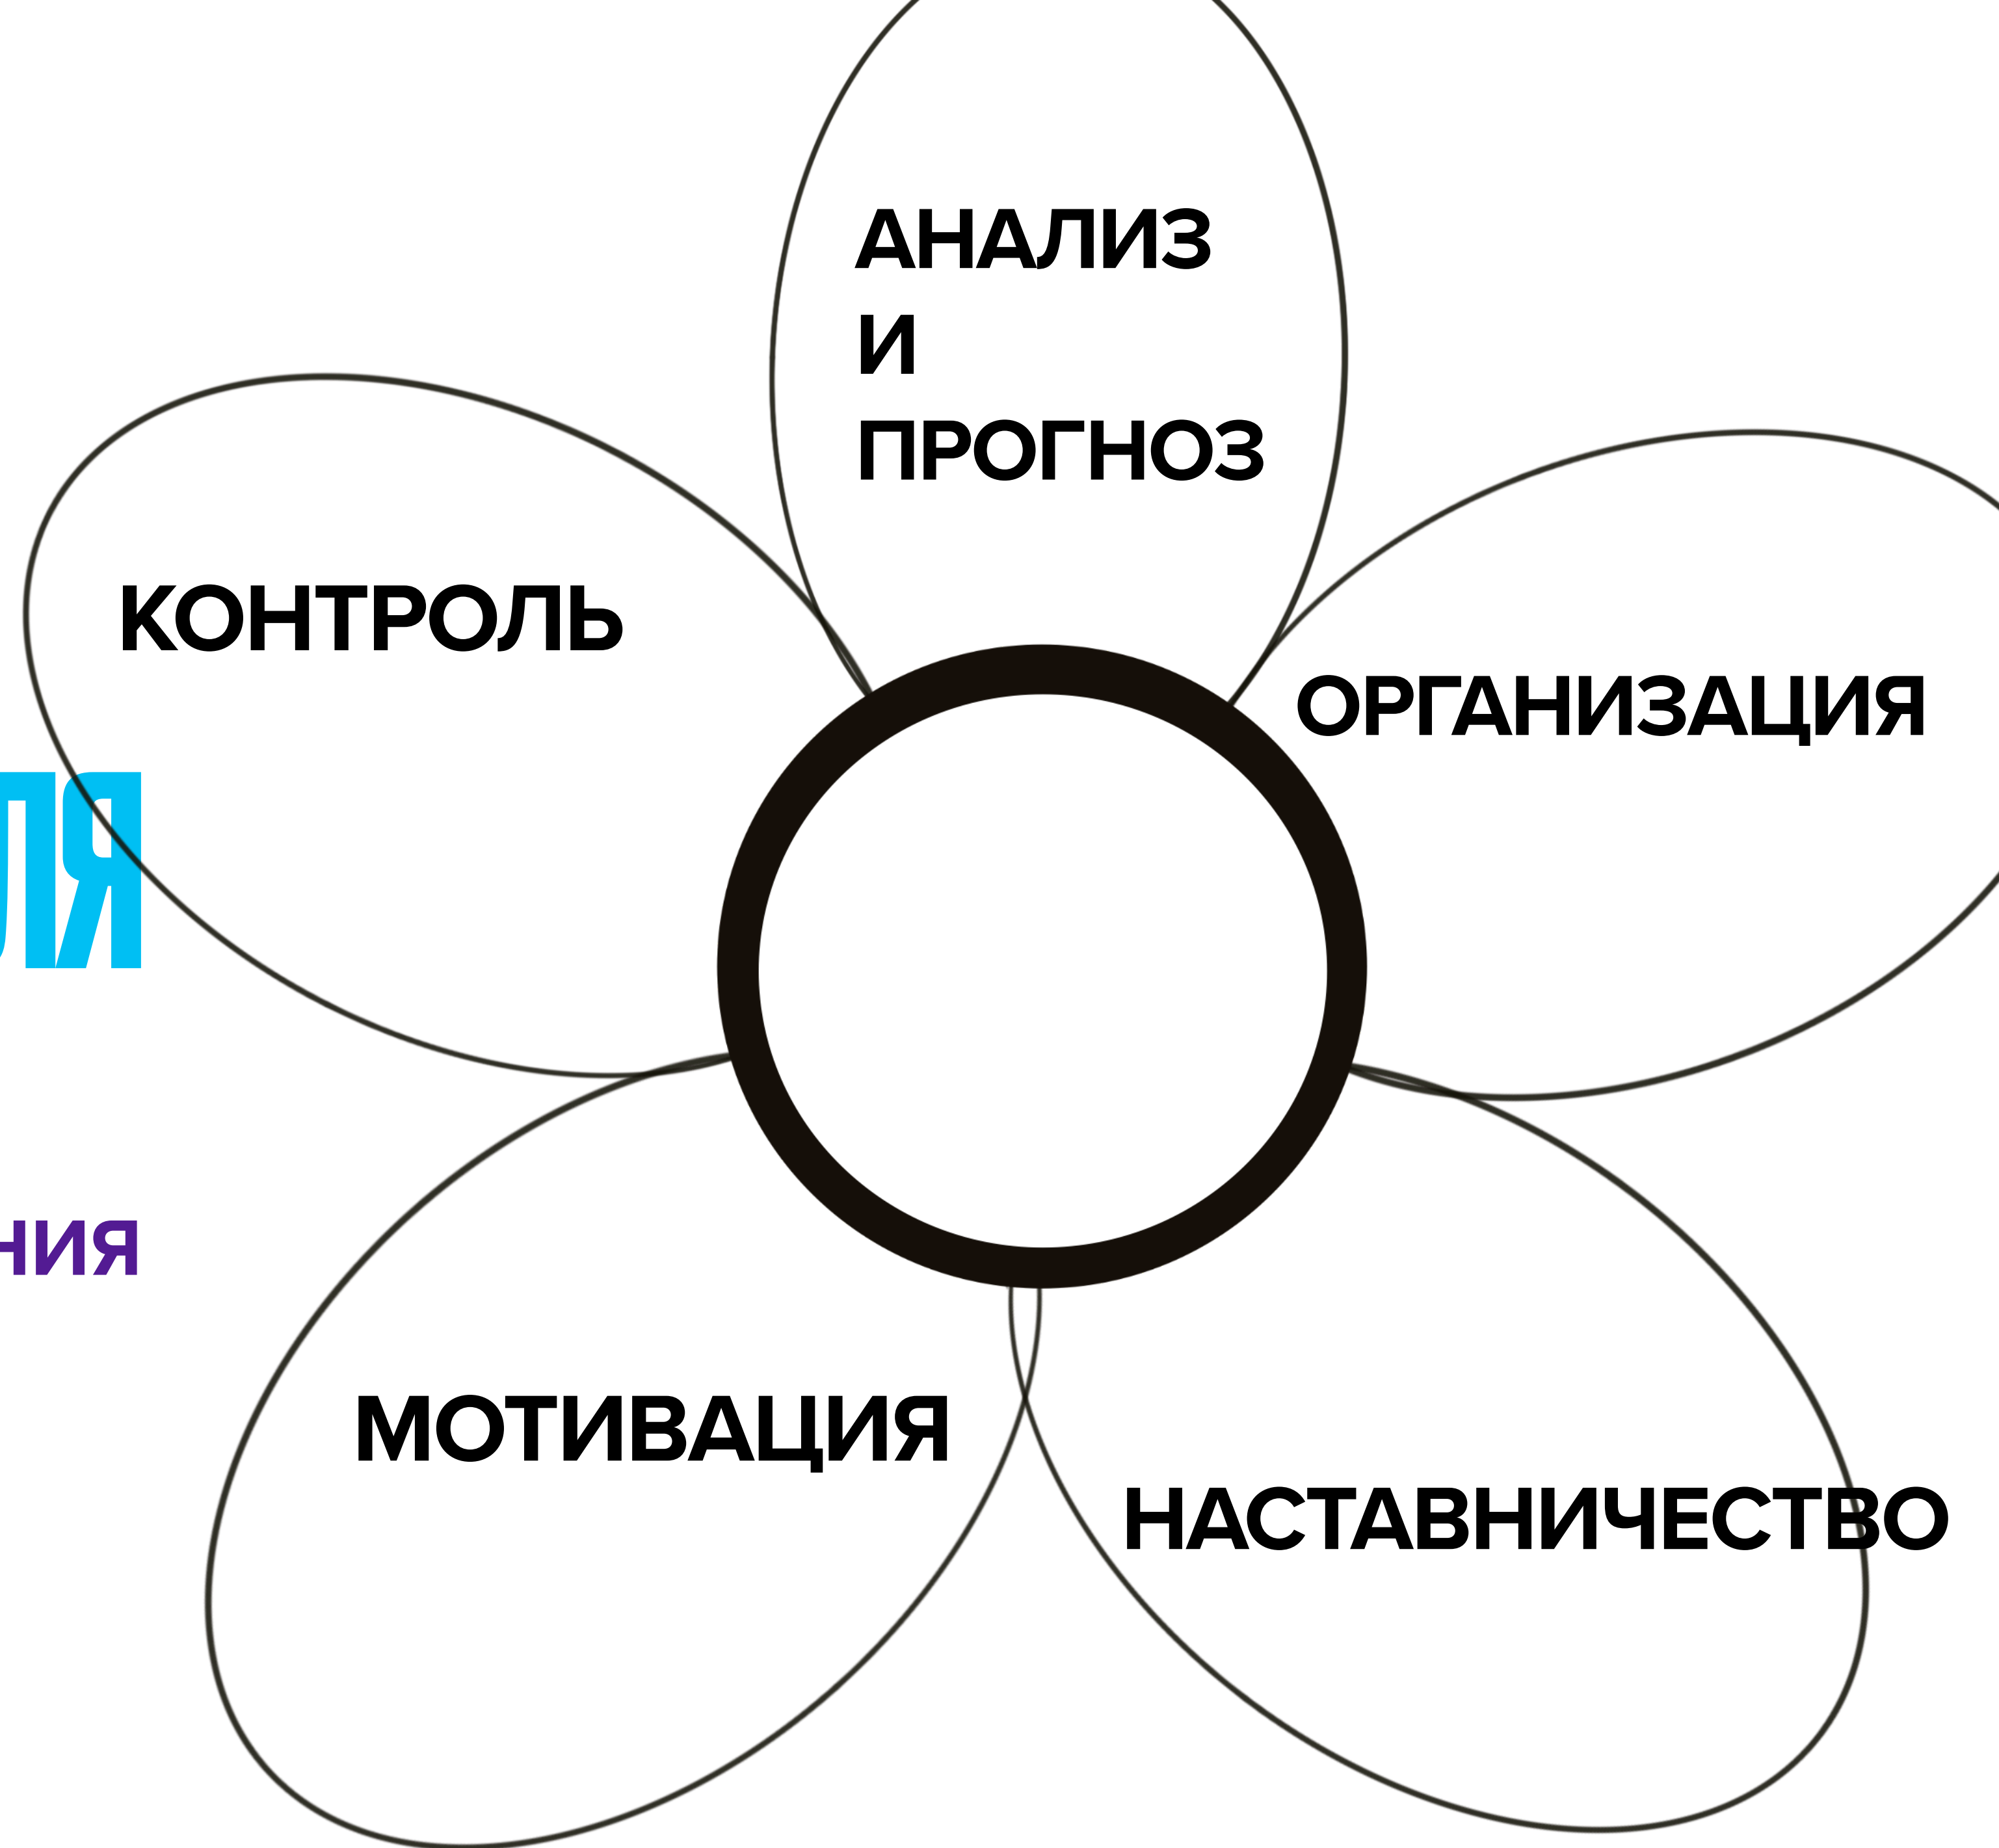 АНАЛИЗ
И
ПРОГНОЗ
КОНТРОЛЬ
ОРГАНИЗАЦИЯ
МОТИВАЦИЯ
НАСТАВНИЧЕСТВО